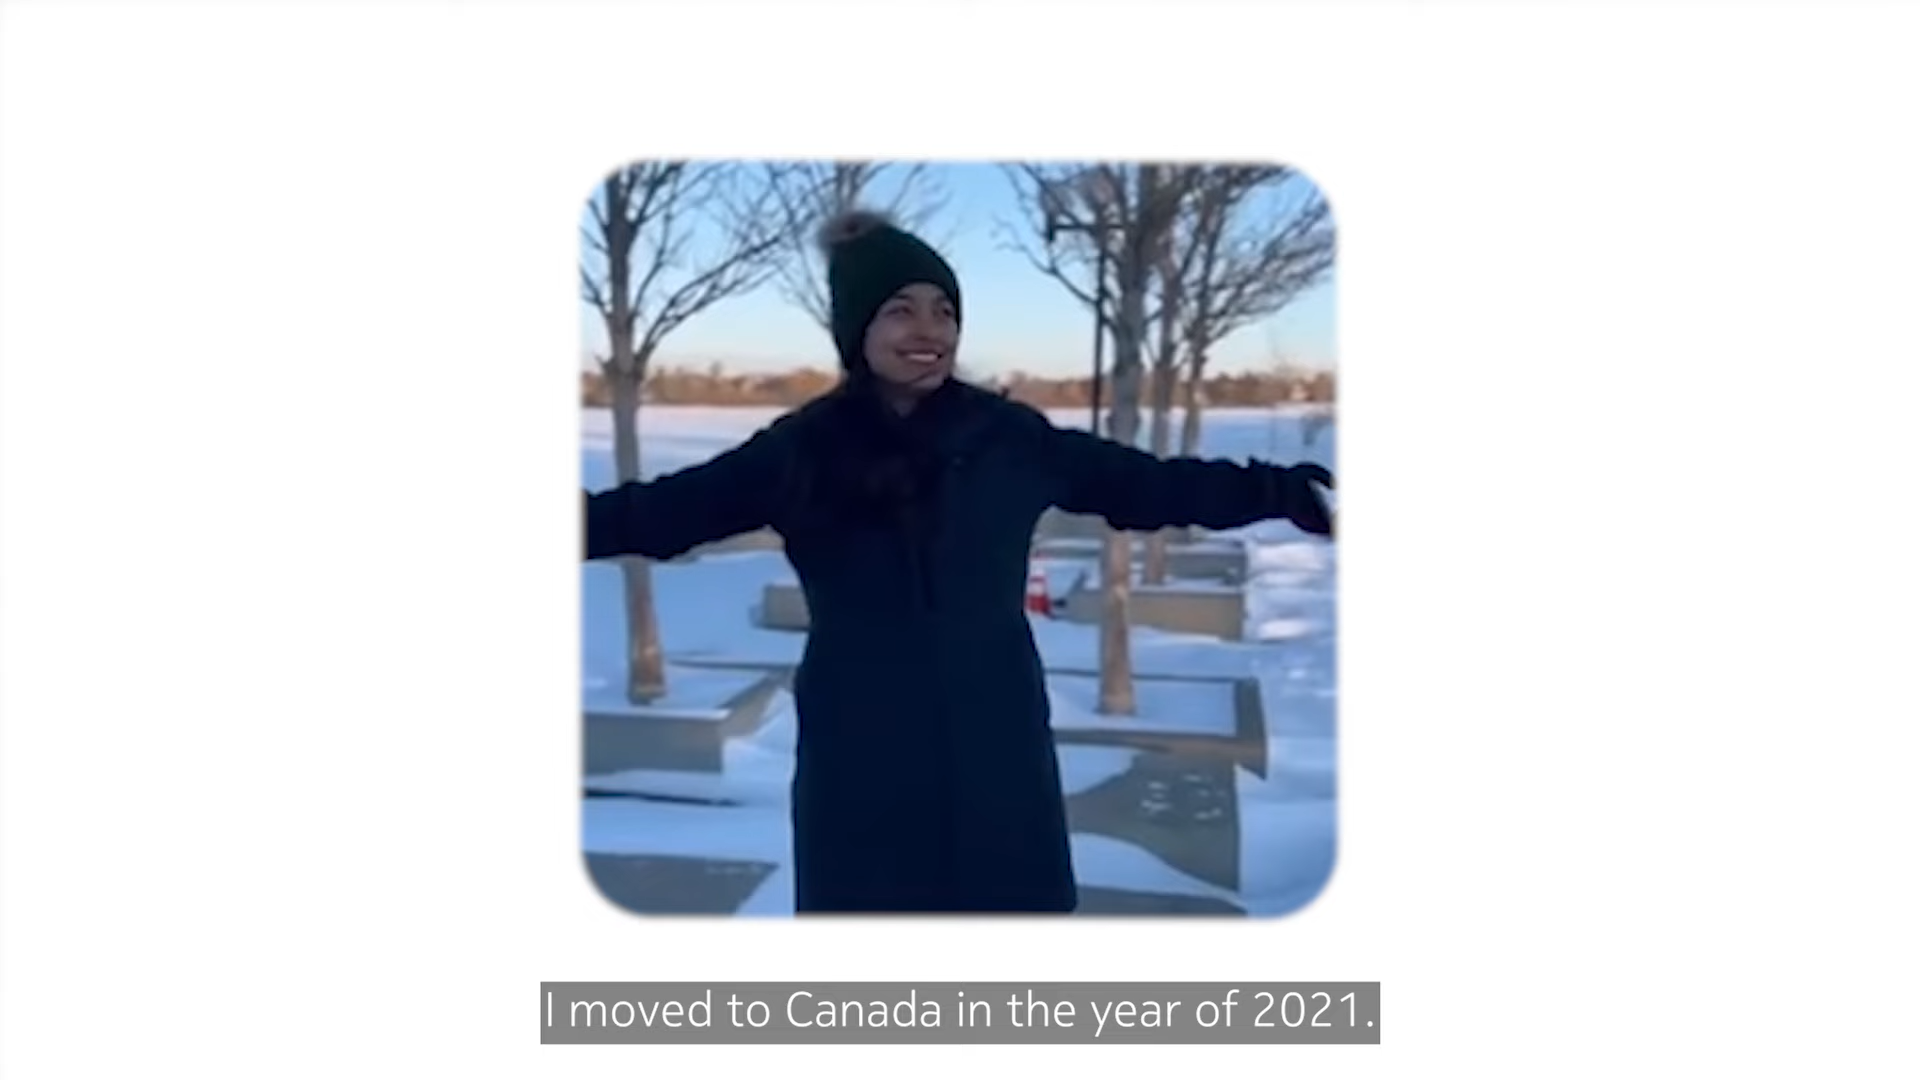 I moved to Canada in the year of 2021.